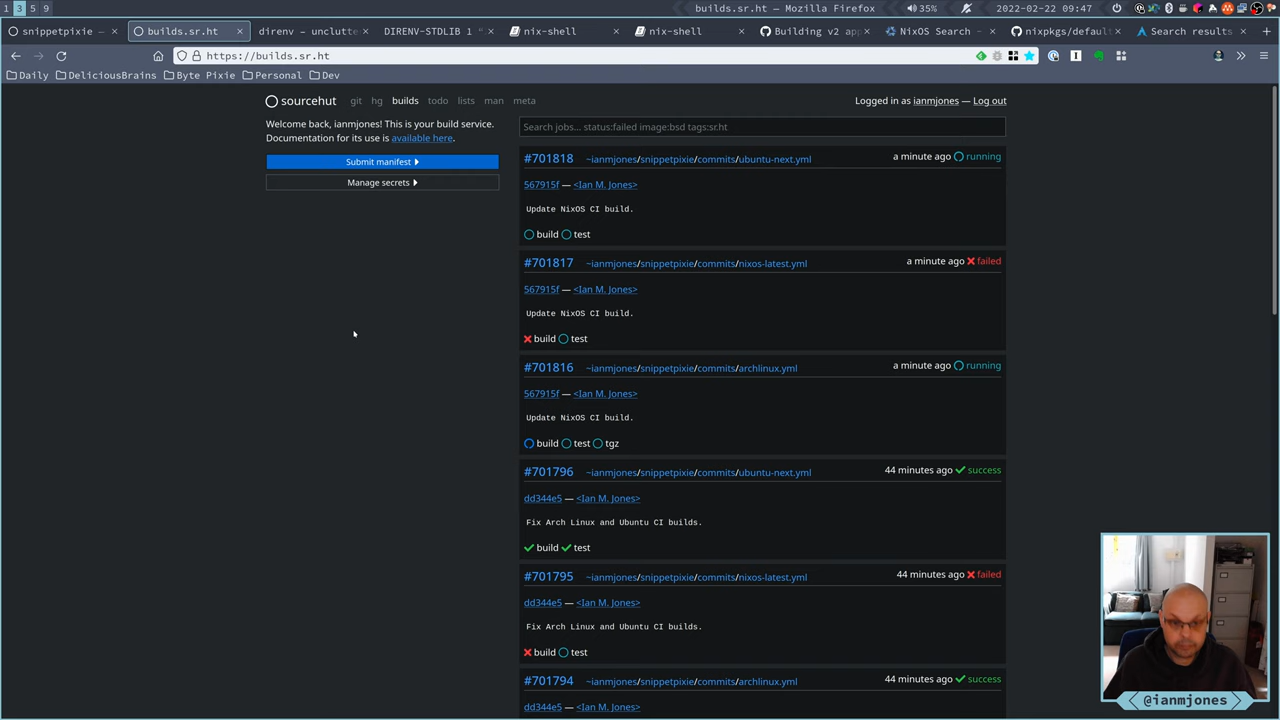 1 3 5 9
builds.sr.ht — Mozilla Firefox
35%
2022-02-22 09:47
snippetpixie —
builds.sr.ht
direnv – unclutte
DIRENV-STDLIB 1 "
nix-shell
nix-shell
Building v2 app
NixOS Search -
nixpkgs/defaul
Search results
https://builds.sr.ht
Daily
DeliciousBrains
Byte Pixie
Personal
Dev
sourcehut
git hg builds todo lists man meta
Logged in as ianmjones — Log out
Welcome back, ianmjones! This is your build service.
Documentation for its use is available here.
Submit manifest
Manage secrets
Search jobs... status:failed image:bsd tags:sr.ht
#701818 ~ianmjones/snippetpixie/commits/ubuntu-next.yml a minute ago running
567915f — <Ian M. Jones>
Update NixOS CI build.
build test
#701817 ~ianmjones/snippetpixie/commits/nixos-latest.yml a minute ago failed
567915f — <Ian M. Jones>
Update NixOS CI build.
build test
#701816 ~ianmjones/snippetpixie/commits/archlinux.yml a minute ago running
567915f — <Ian M. Jones>
Update NixOS CI build.
build test tgz
#701796 ~ianmjones/snippetpixie/commits/ubuntu-next.yml 44 minutes ago success
dd344e5 — <Ian M. Jones>
Fix Arch Linux and Ubuntu CI builds.
build test
#701795 ~ianmjones/snippetpixie/commits/nixos-latest.yml 44 minutes ago failed
dd344e5 — <Ian M. Jones>
Fix Arch Linux and Ubuntu CI builds.
build test
#701794 ~ianmjones/snippetpixie/commits/archlinux.yml 44 minutes ago success
dd344e5 — <Ian M. Jones>
@ianmjones